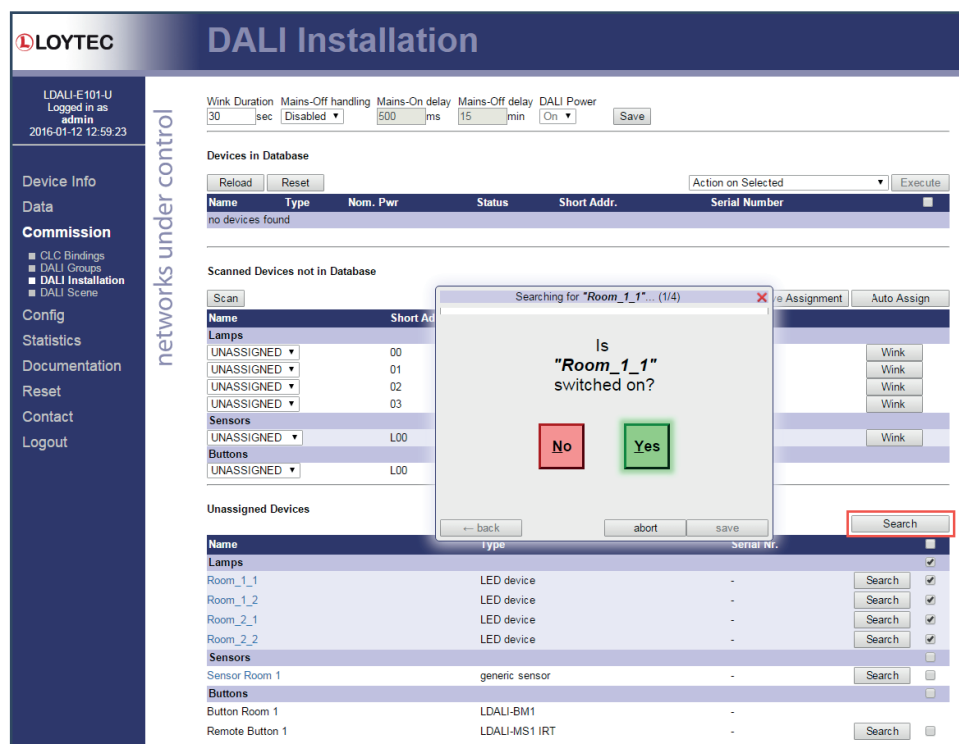 LOYTEC
DALI Installation
LDALI-E101-U
Logged in as
admin
2016-01-12 12:59:23
networks under control
Device Info
Data
Commission
CLC Bindings
DALI Groups
DALI Installation
DALI Scene
Config
Statistics
Documentation
Reset
Contact
Logout
Wink Duration Mains-Off handling Mains-On delay Mains-Off delay DALI Power
30 sec Disabled 500 ms 15 min On Save
Devices in Database
Reload Reset Action on Selected Execute
Name Type Nom. Pwr Status Short Addr. Serial Number
no devices found
Scanned Devices not in Database
Scan Assignment Auto Assign
Name Short Ad
Lamps
UNASSIGNED 00 Wink
UNASSIGNED 01 Wink
UNASSIGNED 02 Wink
UNASSIGNED 03 Wink
Sensors
UNASSIGNED L00 Wink
Buttons
UNASSIGNED L00
Searching for "Room_1_1"... (1/4)
Is
"Room_1_1"
switched on?
No Yes
← back abort save
Unassigned Devices
Search
Name Type Serial Nr.
Lamps
Room_1_1 LED device - Search
Room_1_2 LED device - Search
Room_2_1 LED device - Search
Room_2_2 LED device - Search
Sensors
Sensor Room 1 generic sensor - Search
Buttons
Button Room 1 LDALI-BM1 -
Remote Button 1 LDALI-MS1 IRT - Search